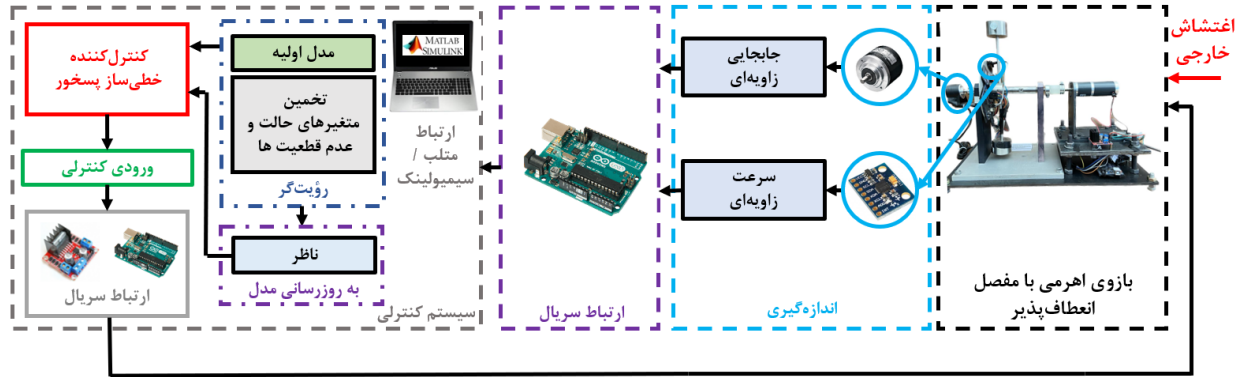 اغتشاش
خارجی
بازوی اهرمی با مفصل
انعطاف‌پذیر
جابجایی
زاویه‌ای
سرعت
زاویه‌ای
اندازه‌گیری
ارتباط سریال
MATLAB
SIMULINK
ارتباط
متلب /
سیمیولینک
مدل اولیه
تخمین
متغیرهای حالت و
عدم قطعیت ها
رؤیت‌گر
ناظر
به روزرسانی مدل
سیستم کنترلی
کنترل‌کننده
خطی‌ساز پسخور
ورودی کنترلی
ارتباط سریال